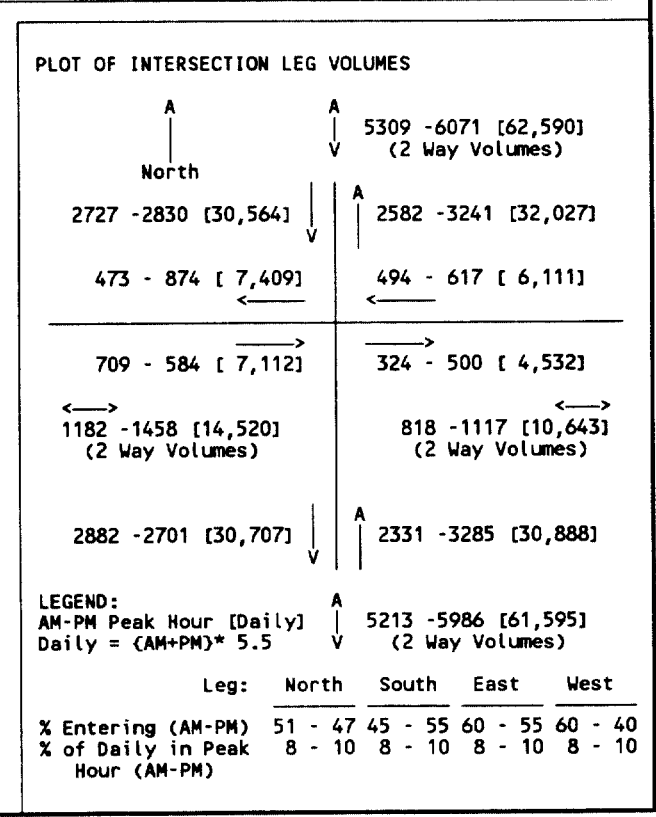 PLOT OF INTERSECTION LEG VOLUMES
A A
5309 -6071 [62,590]
V (2 Way Volumes)
North
A
2727 -2830 [30,564] 2582 -3241 [32,027]
V
473 - 874 [ 7,409] 494 - 617 [ 6,111]
<—— <——
——> ——>
709 - 584 [ 7,112] 324 - 500 [ 4,532]
<——> <——>
1182 -1458 [14,520] 818 -1117 [10,643]
(2 Way Volumes) (2 Way Volumes)
A
2882 -2701 [30,707] 2331 -3285 [30,888]
V
LEGEND: A
AM-PM Peak Hour [Daily] 5213 -5986 [61,595]
Daily = {AM+PM}* 5.5 V (2 Way Volumes)
Leg: North South East West
% Entering (AM-PM) 51 - 47 45 - 55 60 - 55 60 - 40
% of Daily in Peak 8 - 10 8 - 10 8 - 10 8 - 10
Hour (AM-PM)